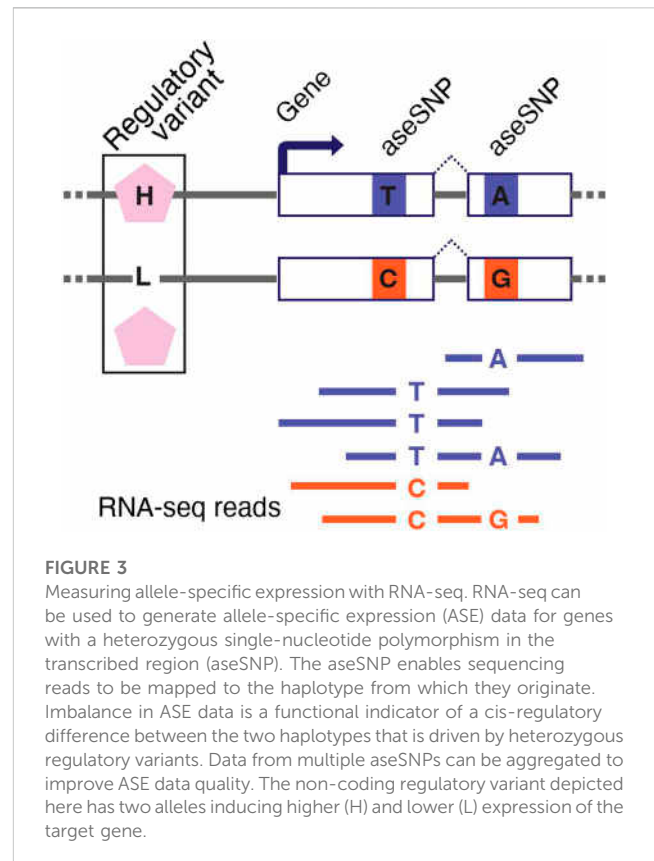 Regulatory
variant
Gene
aseSNP
aseSNP
H
T
A
L
C
G
A
T
T
T A
C
RNA-seq reads
C G
FIGURE 3
Measuring allele-specific expression with RNA-seq. RNA-seq can
be used to generate allele-specific expression (ASE) data for genes
with a heterozygous single-nucleotide polymorphism in the
transcribed region (aseSNP). The aseSNP enables sequencing
reads to be mapped to the haplotype from which they originate.
Imbalance in ASE data is a functional indicator of a cis-regulatory
difference between the two haplotypes that is driven by heterozygous
regulatory variants. Data from multiple aseSNPs can be aggregated to
improve ASE data quality. The non-coding regulatory variant depicted
here has two alleles inducing higher (H) and lower (L) expression of the
target gene.